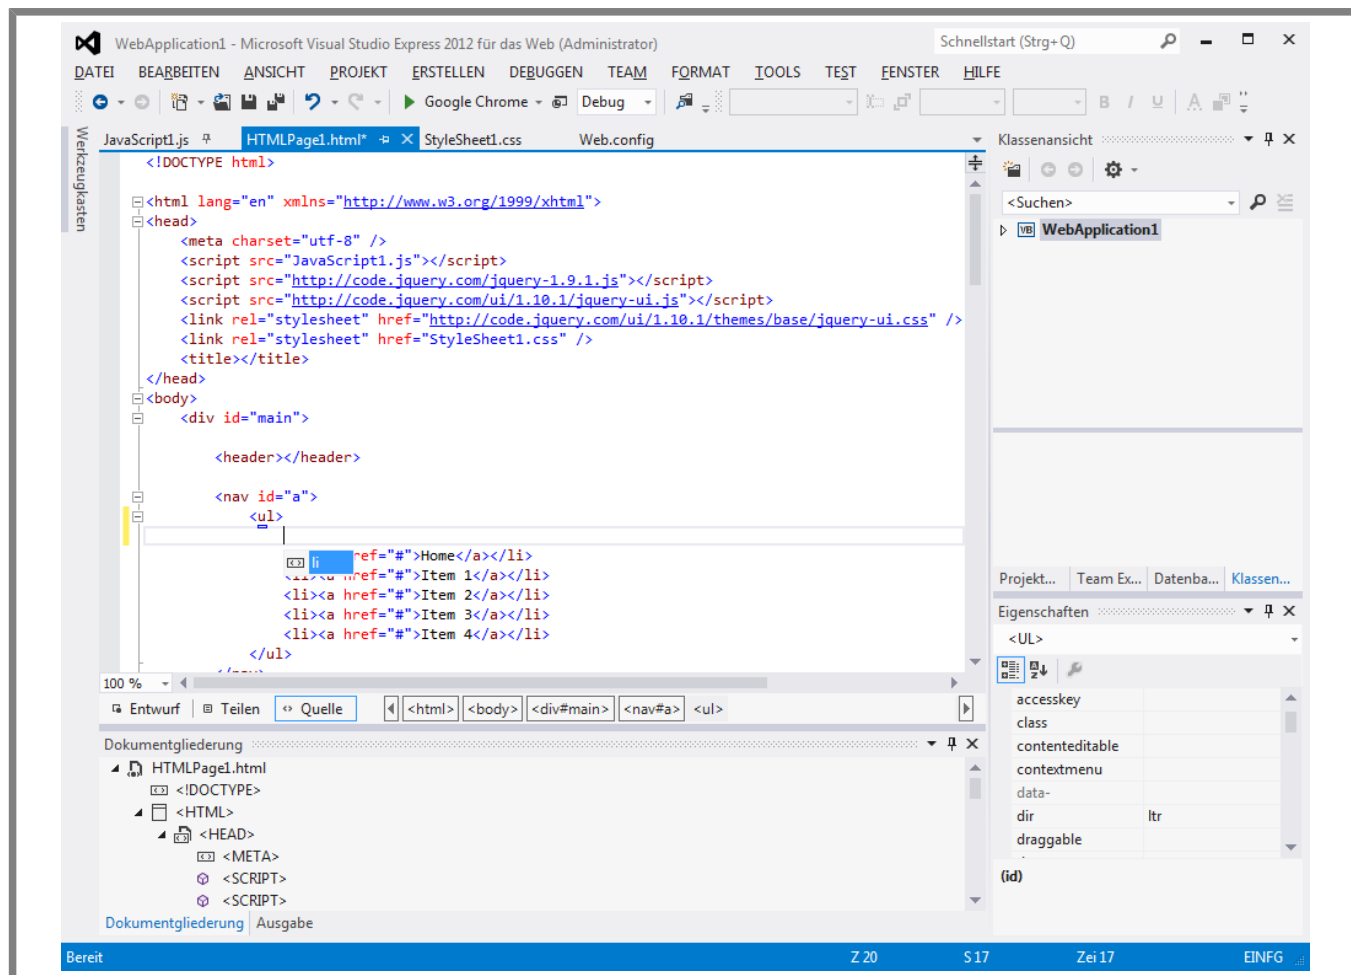 WebApplication1 - Microsoft Visual Studio Express 2012 für das Web (Administrator)
Schnellstart (Strg+Q)
DATEI BEARBEITEN ANSICHT PROJEKT ERSTELLEN DEBUGGEN TEAM FORMAT TOOLS TEST FENSTER HILFE
Google Chrome Debug B I U A
Werkzeugkasten
JavaScript1.js HTMLPage1.html* StyleSheet1.css Web.config
<!DOCTYPE html>
<html lang="en" xmlns="http://www.w3.org/1999/xhtml">
<head>
<meta charset="utf-8" />
<script src="JavaScript1.js"></script>
<script src="http://code.jquery.com/jquery-1.9.1.js"></script>
<script src="http://code.jquery.com/ui/1.10.1/jquery-ui.js"></script>
<link rel="stylesheet" href="http://code.jquery.com/ui/1.10.1/themes/base/jquery-ui.css" />
<link rel="stylesheet" href="StyleSheet1.css" />
<title></title>
</head>
<body>
<div id="main">
<header></header>
<nav id="a">
<ul>
li
ref="#">Home</a></li>
<li><a href="#">Item 1</a></li>
<li><a href="#">Item 2</a></li>
<li><a href="#">Item 3</a></li>
<li><a href="#">Item 4</a></li>
</ul>
100 %
Entwurf Teilen Quelle <html> <body> <div#main> <nav#a> <ul>
Dokumentgliederung
HTMLPage1.html
<!DOCTYPE>
<HTML>
<HEAD>
<META>
<SCRIPT>
<SCRIPT>
Dokumentgliederung Ausgabe
Klassenansicht
<Suchen>
VB WebApplication1
Projekt... Team Ex... Datenba... Klassen...
Eigenschaften
<UL>
accesskey
class
contenteditable
contextmenu
data-
dir ltr
draggable
(id)
Bereit Z 20 S 17 Zei 17 EINFG